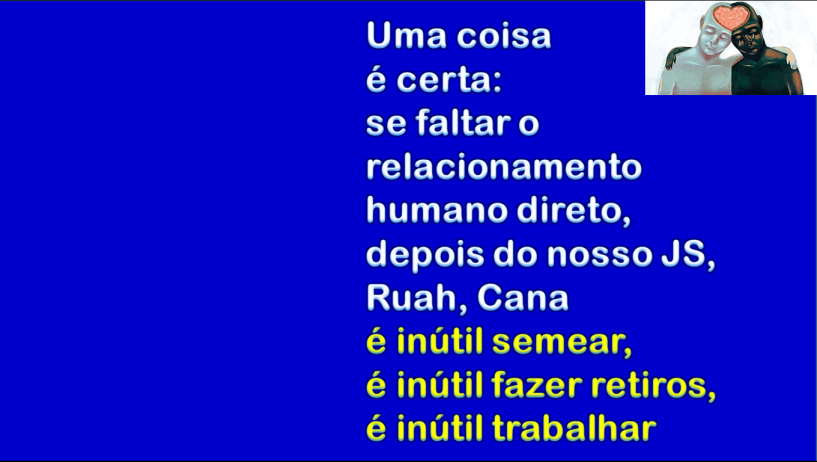 Uma coisa
é certa:
se faltar o
relacionamento
humano direto,
depois do nosso JS,
Ruah, Cana
é inútil semear,
é inútil fazer retiros,
é inútil trabalhar